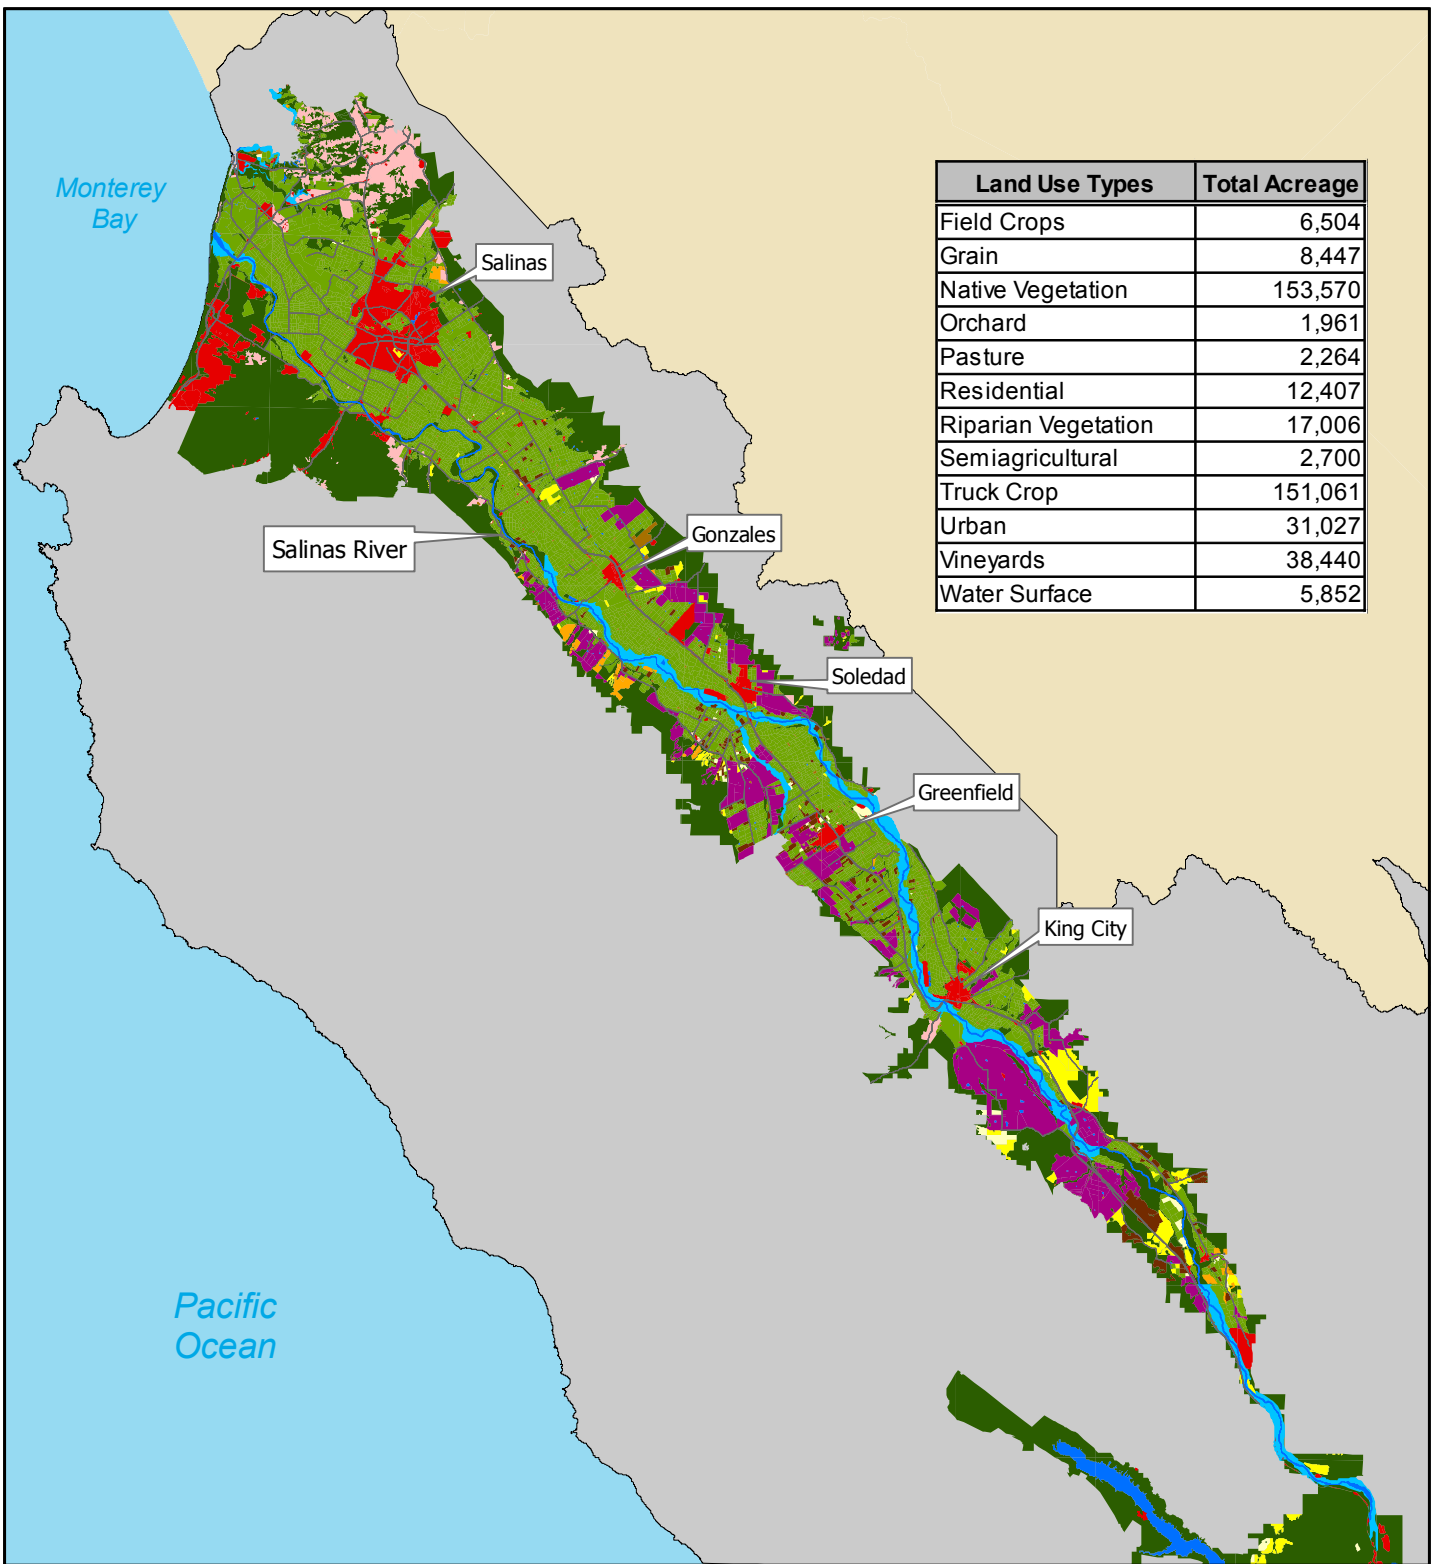 Monterey
Bay
Land Use Types Total Acreage
Field Crops 6,504
Grain 8,447
Native Vegetation 153,570
Orchard 1,961
Pasture 2,264
Residential 12,407
Riparian Vegetation 17,006
Semiagricultural 2,700
Truck Crop 151,061
Urban 31,027
Vineyards 38,440
Water Surface 5,852
Salinas
Salinas River
Gonzales
Soledad
Greenfield
King City
Pacific
Ocean